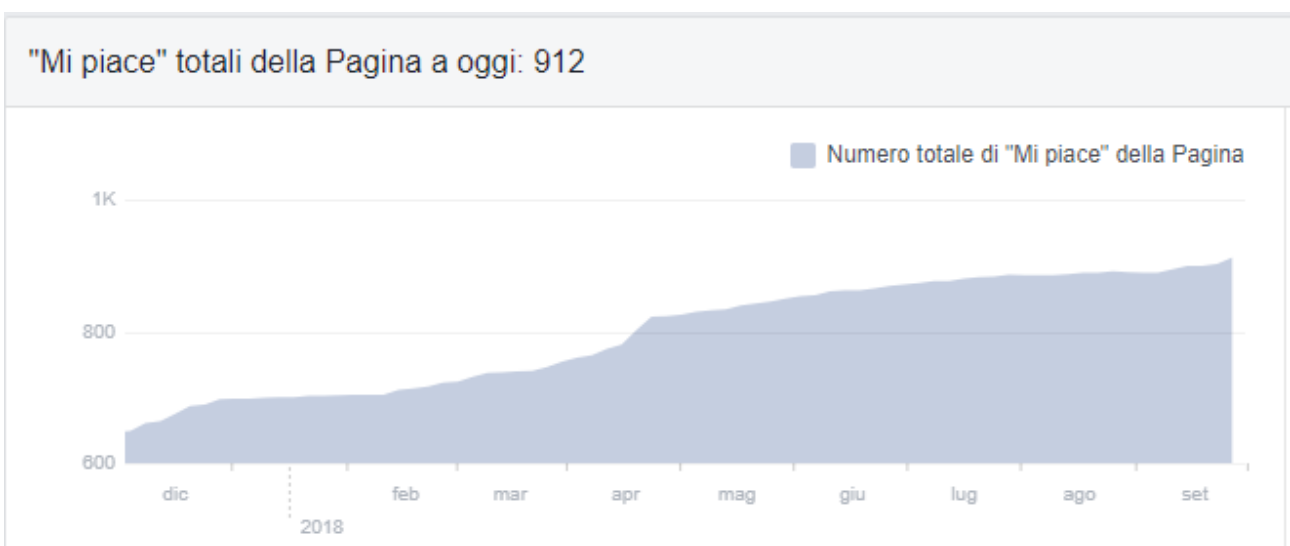 "Mi piace" totali della Pagina a oggi: 912
Numero totale di "Mi piace" della Pagina
1K
800
600
dic feb mar apr mag giu lug ago set
2018